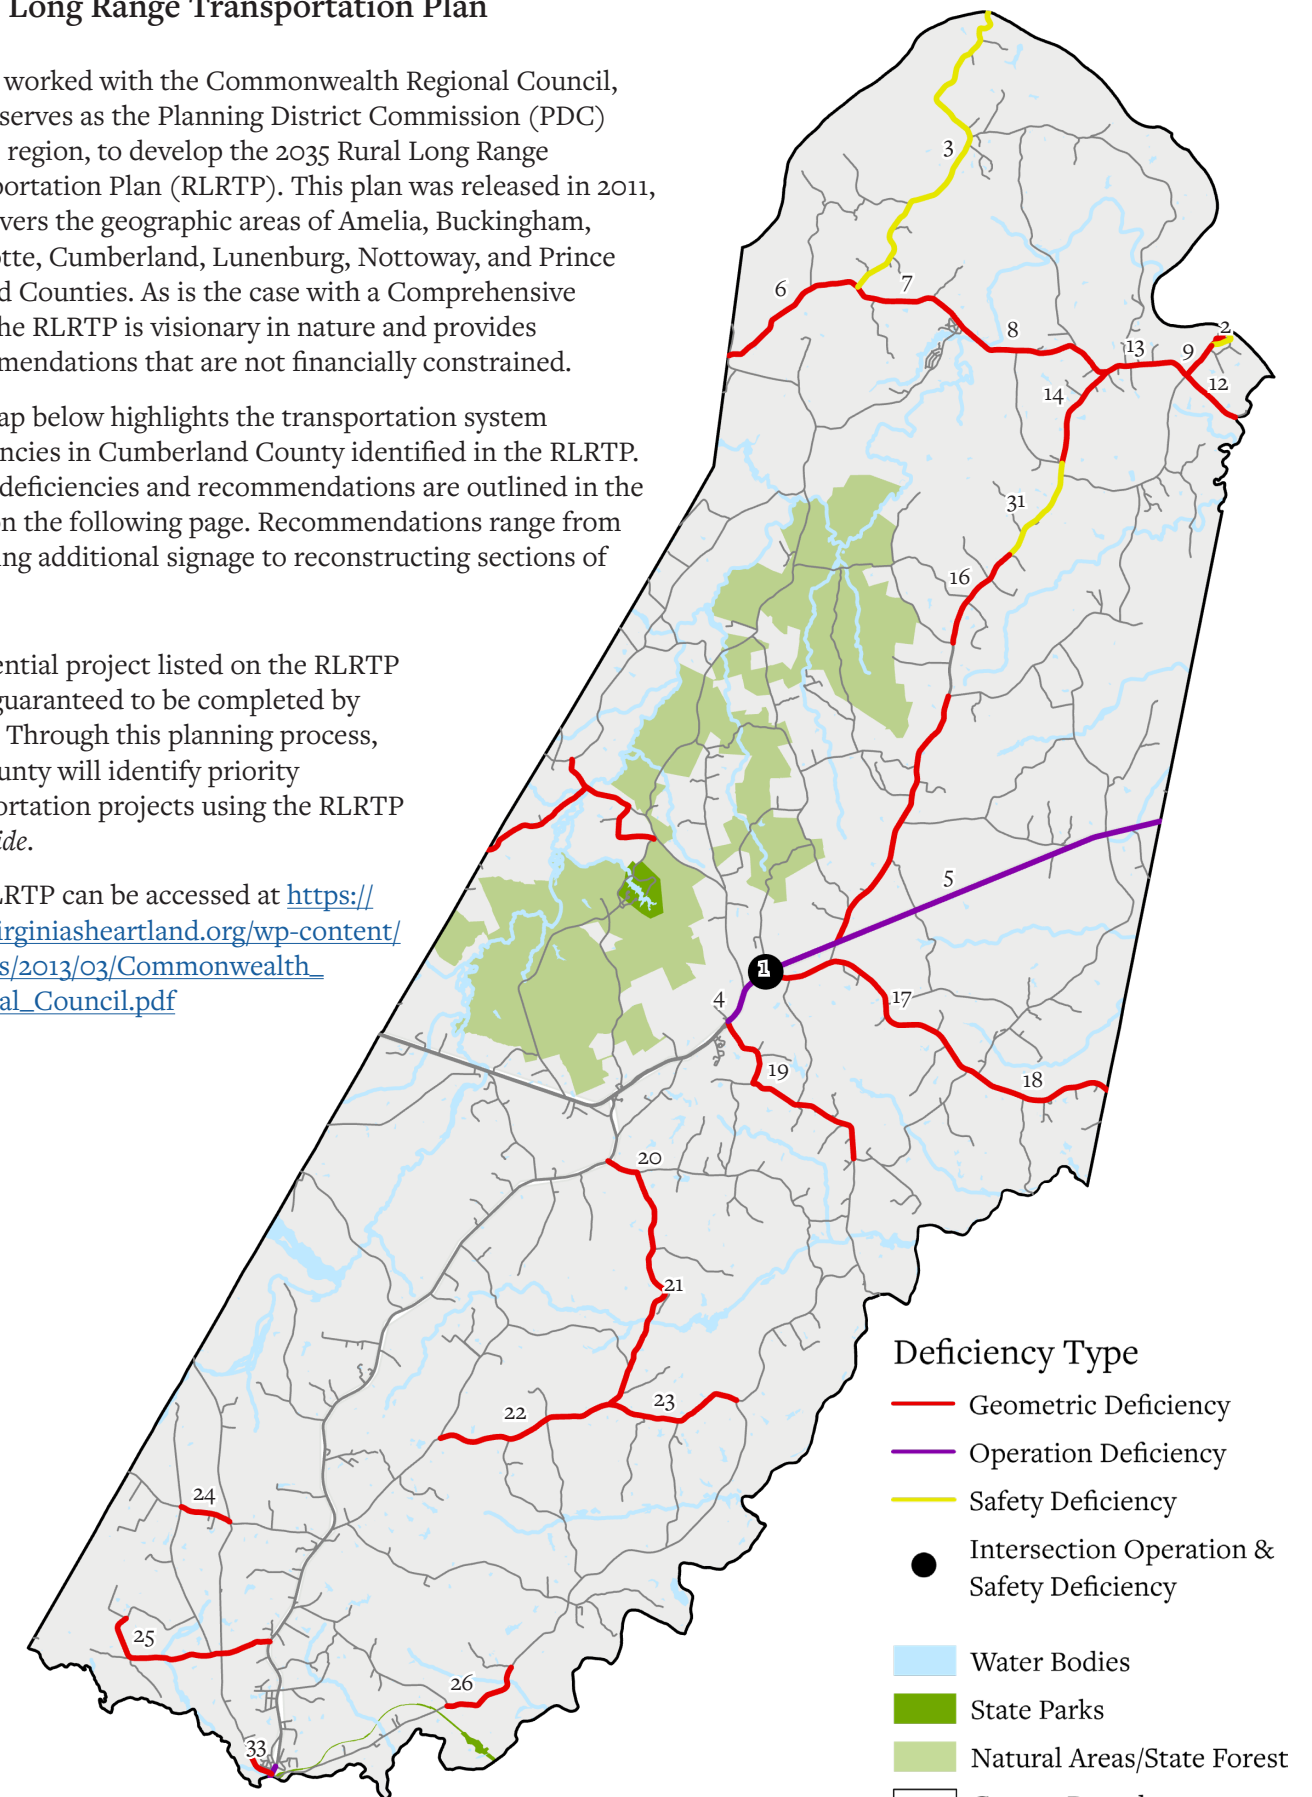 Long Range Transportation Plan
worked with the Commonwealth Regional Council,
serves as the Planning District Commission (PDC)
region, to develop the 2035 Rural Long Range
portation Plan (RLRTP). This plan was released in 2011,
vers the geographic areas of Amelia, Buckingham,
otte, Cumberland, Lunenburg, Nottoway, and Prince
d Counties. As is the case with a Comprehensive
he RLRTP is visionary in nature and provides
mendations that are not financially constrained.
ap below highlights the transportation system
encies in Cumberland County identified in the RLRTP.
deficiencies and recommendations are outlined in the
on the following page. Recommendations range from
ing additional signage to reconstructing sections of
ential project listed on the RLRTP
guaranteed to be completed by
Through this planning process,
unty will identify priority
ortation projects using the RLRTP
ide.
LRTP can be accessed at https://
virginiasheartland.org/wp-content/
s/2013/03/Commonwealth_
al_Council.pdf
3
6
7
8
2
13
9
12
14
31
16
5
1
4
17
19
18
20
21
22
23
24
25
26
33
Deficiency Type
Geometric Deficiency
Operation Deficiency
Safety Deficiency
Intersection Operation &
Safety Deficiency
Water Bodies
State Parks
Natural Areas/State Forest